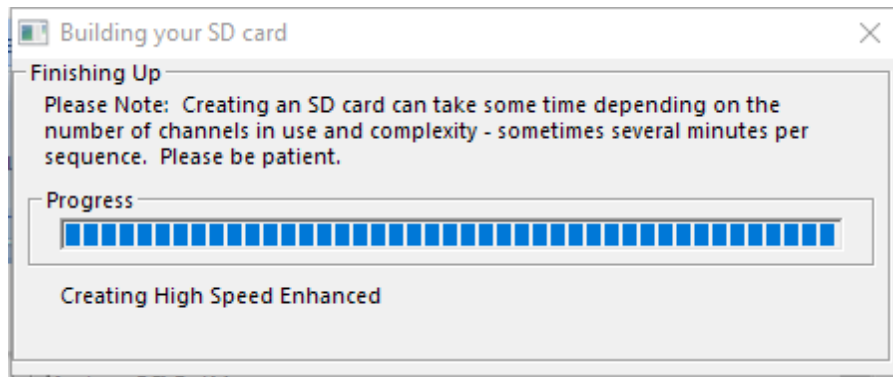 Building your SD card
Finishing Up
Please Note:  Creating an SD card can take some time depending on the
number of channels in use and complexity - sometimes several minutes per
sequence.  Please be patient.
Progress
Creating High Speed Enhanced